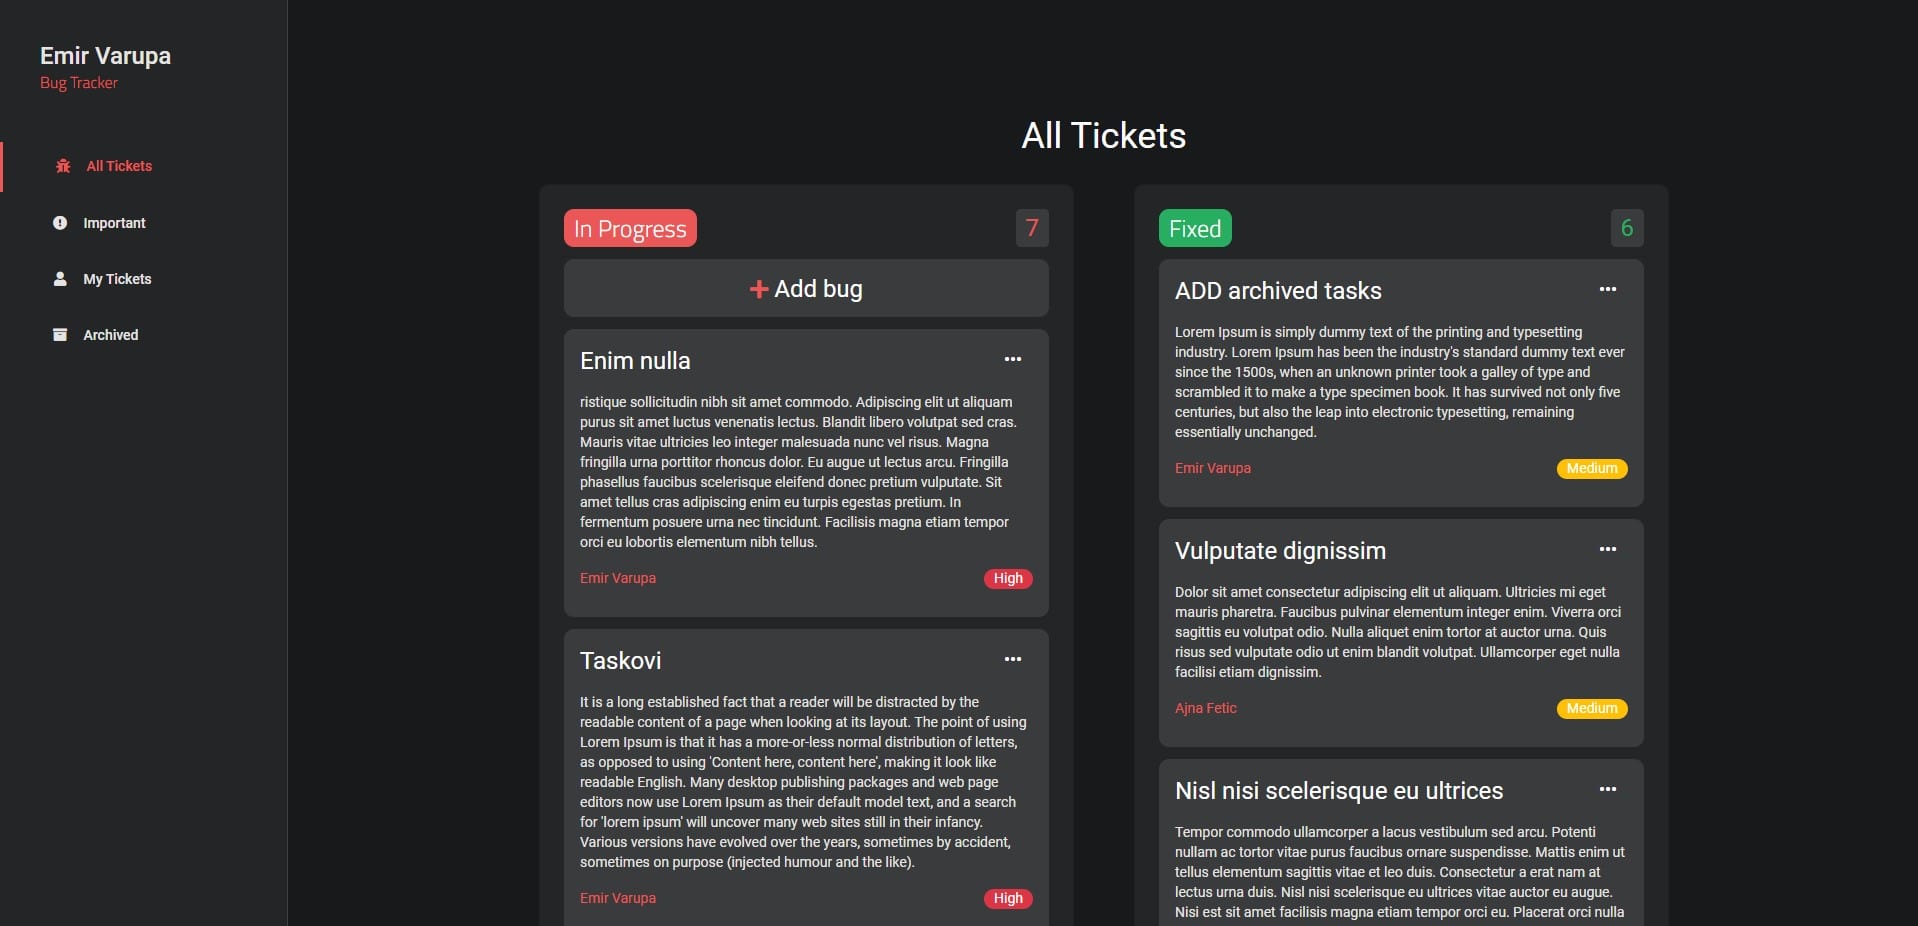 Emir Varupa
Bug Tracker
All Tickets
Important
My Tickets
Archived
All Tickets
In Progress
7
Add bug
Enim nulla
ristique sollicitudin nibh sit amet commodo. Adipiscing elit ut aliquam
purus sit amet luctus venenatis lectus. Blandit libero volutpat sed cras.
Mauris vitae ultricies leo integer malesuada nunc vel risus. Magna
fringilla urna porttitor rhoncus dolor. Eu augue ut lectus arcu. Fringilla
phasellus faucibus scelerisque eleifend donec pretium vulputate. Sit
amet tellus cras adipiscing enim eu turpis egestas pretium. In
fermentum posuere urna nec tincidunt. Facilisis magna etiam tempor
orci eu lobortis elementum nibh tellus.
Emir Varupa
High
Taskovi
It is a long established fact that a reader will be distracted by the
readable content of a page when looking at its layout. The point of using
Lorem Ipsum is that it has a more-or-less normal distribution of letters,
as opposed to using 'Content here, content here', making it look like
readable English. Many desktop publishing packages and web page
editors now use Lorem Ipsum as their default model text, and a search
for 'lorem ipsum' will uncover many web sites still in their infancy.
Various versions have evolved over the years, sometimes by accident,
sometimes on purpose (injected humour and the like).
Emir Varupa
High
Fixed
6
ADD archived tasks
Lorem Ipsum is simply dummy text of the printing and typesetting
industry. Lorem Ipsum has been the industry's standard dummy text ever
since the 1500s, when an unknown printer took a galley of type and
scrambled it to make a type specimen book. It has survived not only five
centuries, but also the leap into electronic typesetting, remaining
essentially unchanged.
Emir Varupa
Medium
Vulputate dignissim
Dolor sit amet consectetur adipiscing elit ut aliquam. Ultricies mi eget
mauris pharetra. Faucibus pulvinar elementum integer enim. Viverra orci
sagittis eu volutpat odio. Nulla aliquet enim tortor at auctor urna. Quis
risus sed vulputate odio ut enim blandit volutpat. Ullamcorper eget nulla
facilisi etiam dignissim.
Ajna Fetic
Medium
Nisl nisi scelerisque eu ultrices
Tempor commodo ullamcorper a lacus vestibulum sed arcu. Potenti
nullam ac tortor vitae purus faucibus ornare suspendisse. Mattis enim ut
tellus elementum sagittis vitae et leo duis. Consectetur a erat nam at
lectus urna duis. Nisl nisi scelerisque eu ultrices vitae auctor eu augue.
Nisi est sit amet facilisis magna etiam tempor orci eu. Placerat orci nulla